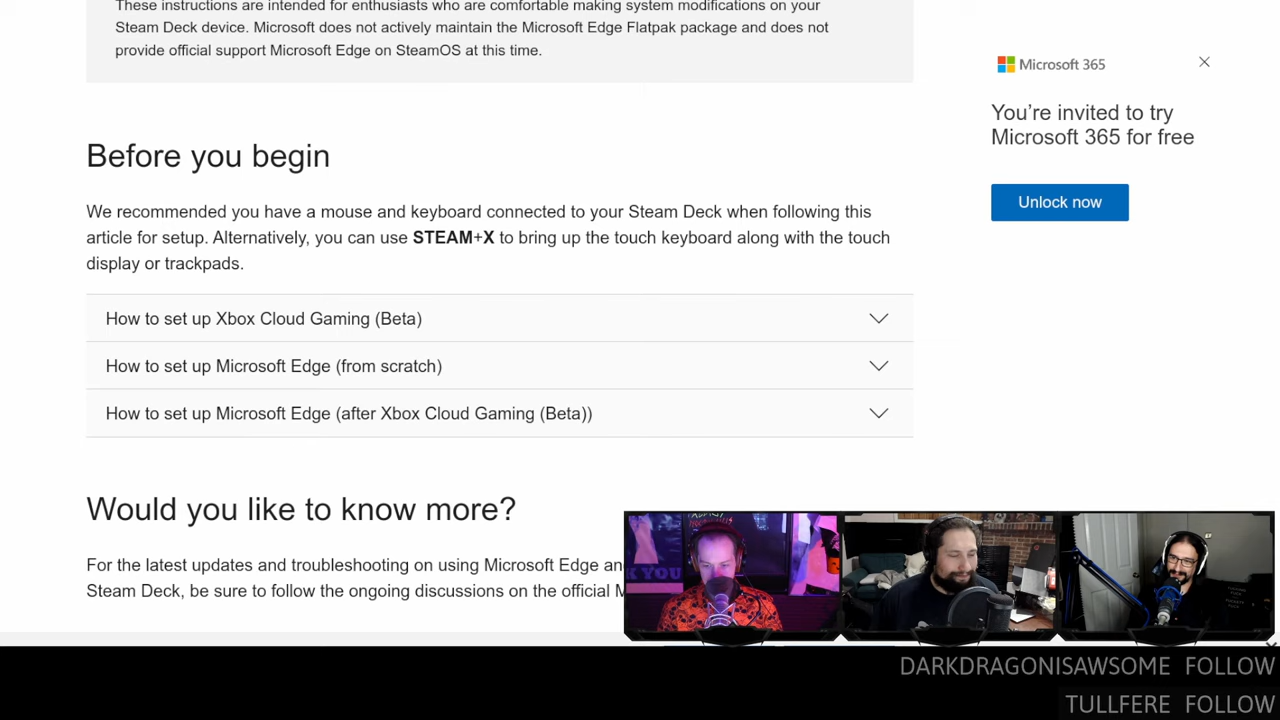 These instructions are intended for enthusiasts who are comfortable making system modifications on your
Steam Deck device. Microsoft does not actively maintain the Microsoft Edge Flatpak package and does not
provide official support Microsoft Edge on SteamOS at this time.
Microsoft 365
You're invited to try
Microsoft 365 for free
Unlock now
Before you begin
We recommended you have a mouse and keyboard connected to your Steam Deck when following this
article for setup. Alternatively, you can use STEAM+X to bring up the touch keyboard along with the touch
display or trackpads.
How to set up Xbox Cloud Gaming (Beta)
How to set up Microsoft Edge (from scratch)
How to set up Microsoft Edge (after Xbox Cloud Gaming (Beta))
Would you like to know more?
For the latest updates and troubleshooting on using Microsoft Edge an
Steam Deck, be sure to follow the ongoing discussions on the official M
DARKDRAGONISAWSOME FOLLOW
TULLFERE FOLLOW